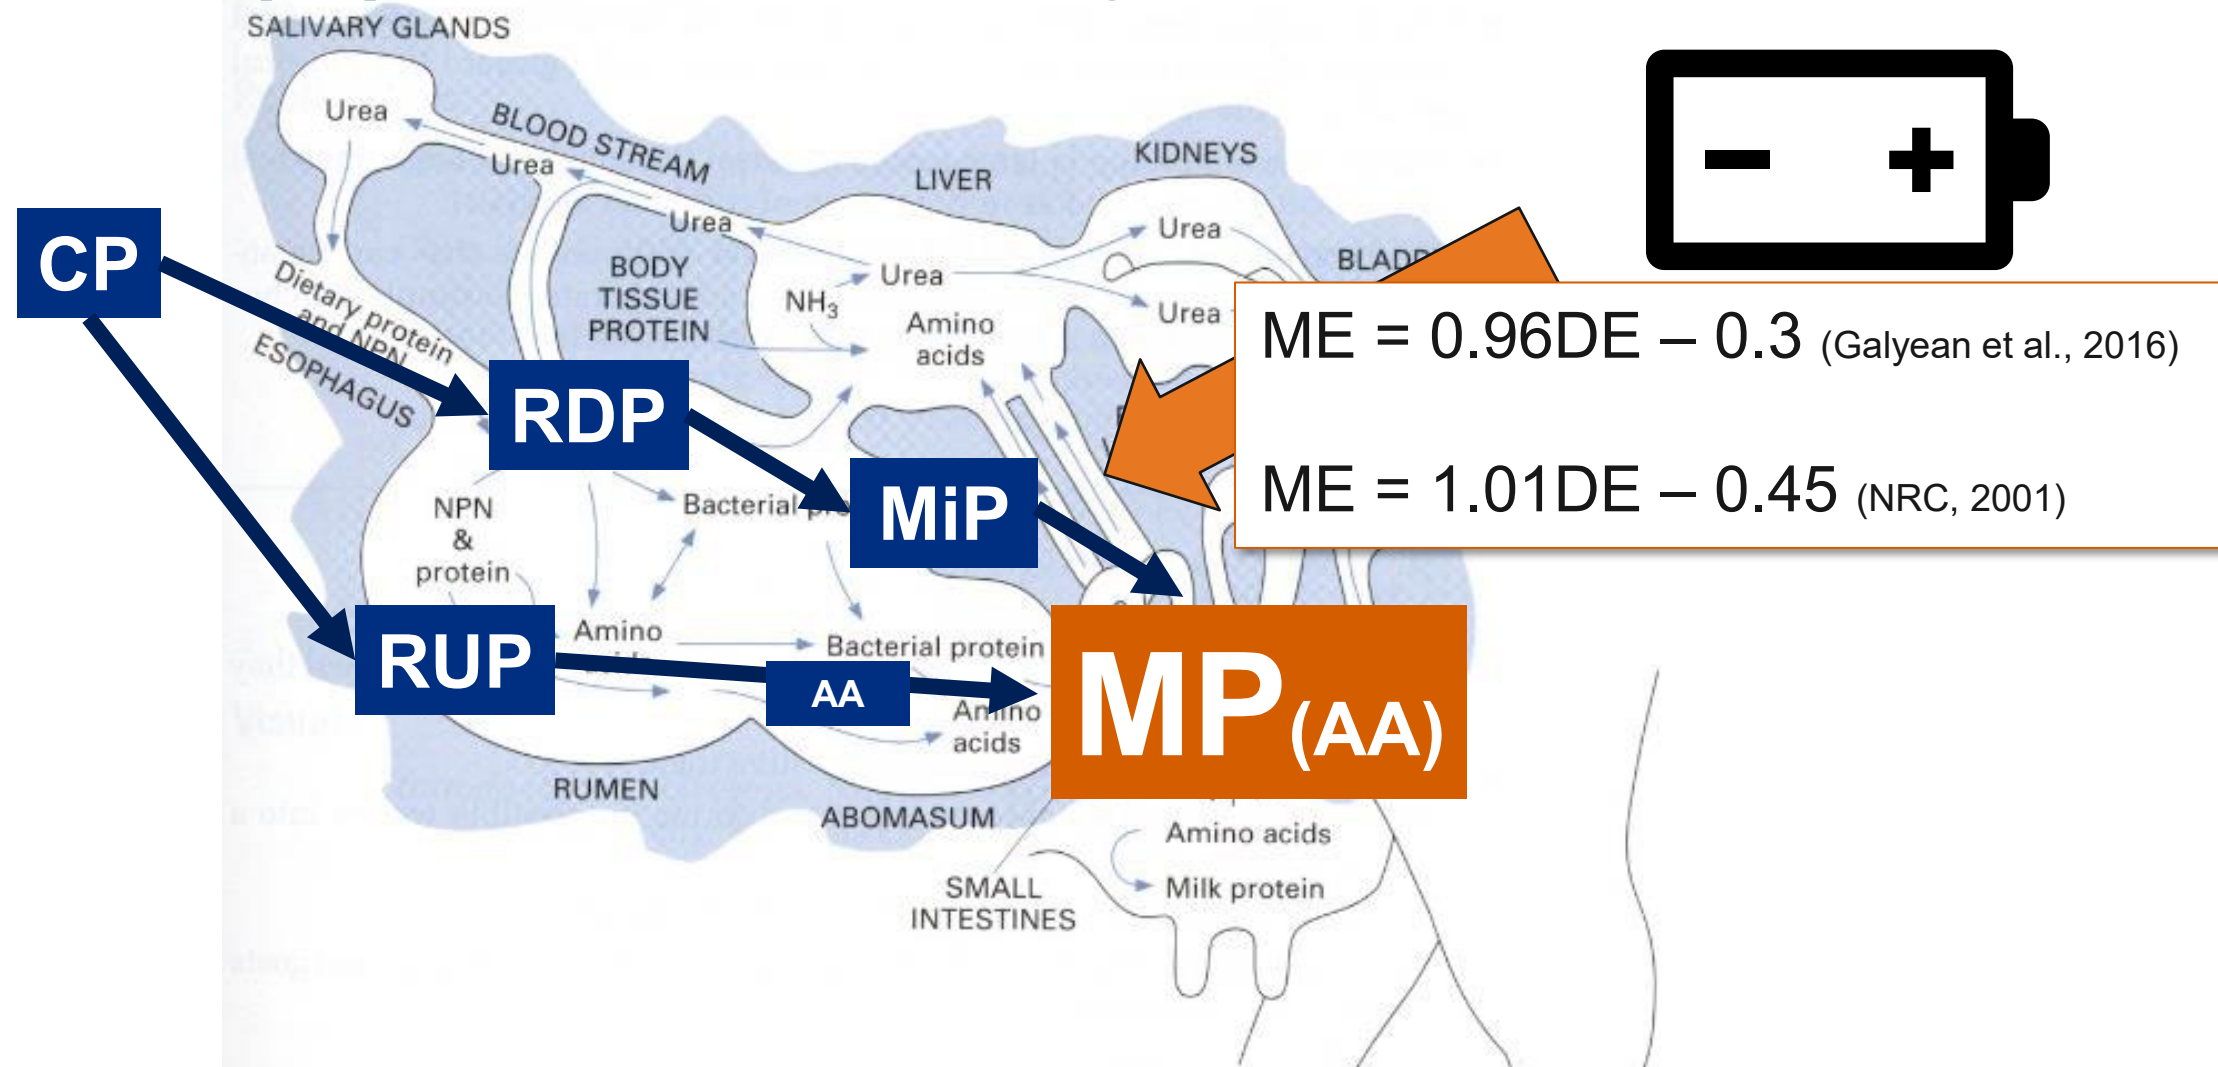 SALIVARY GLANDS
Urea
BLOOD STREAM
Urea
Urea
LIVER
KIDNEYS
Urea
Urea
Urea
NH3
Amino
acids
BODY
TISSUE
PROTEIN
CP
Dietary protein
and NPN
ESOPHAGUS
RDP
ME = 0.96DE – 0.3 (Galyean et al., 2016)
ME = 1.01DE – 0.45 (NRC, 2001)
NPN
&
protein
Bacterial
MiP
RUP
Amino
Bacterial protein
AA
Amino
acids
MP(AA)
RUMEN
ABOMASUM
SMALL
INTESTINES
Amino acids
Milk protein